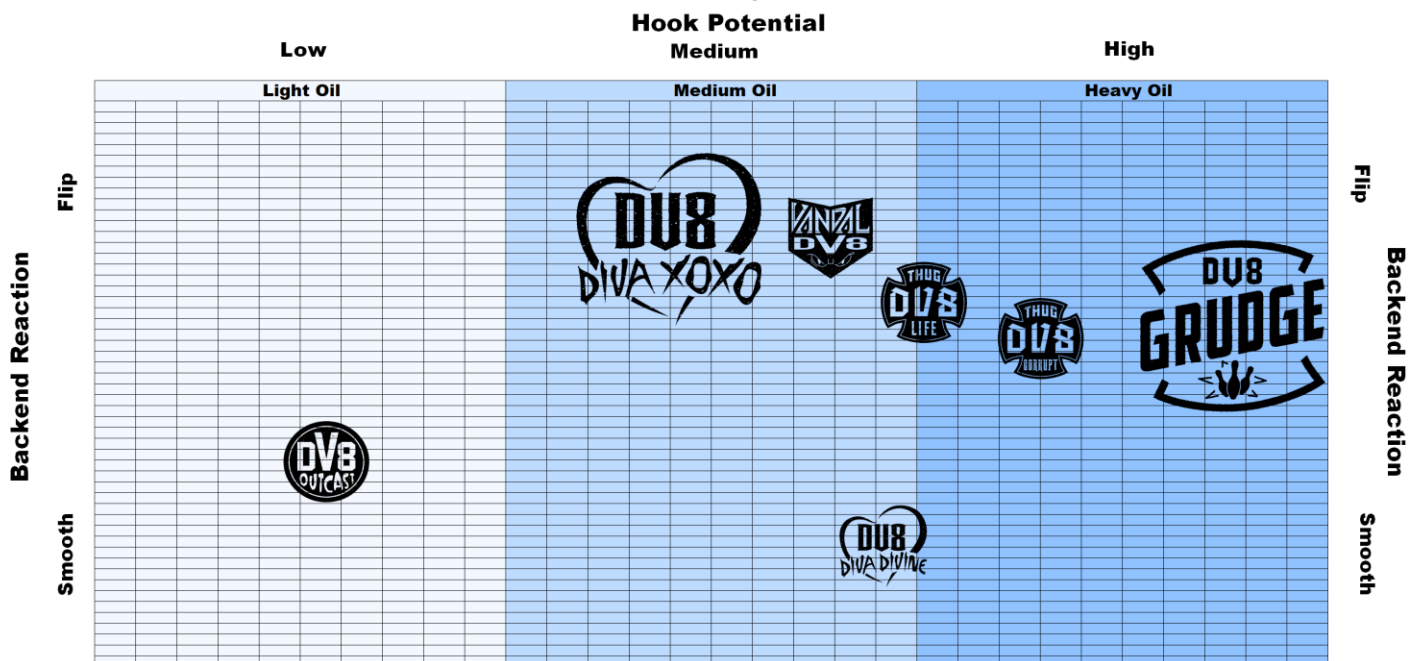 Hook Potential
Low
Medium
High
Light Oil
Medium Oil
Heavy Oil
Flip
Flip
Backend Reaction
Backend Reaction
Smooth
Smooth
DV8
DIVA XOXO
VANDAL
DV8
THUG
DV8
LIFE
THUG
DV8
CORRUPT
DV8
GRUDGE
DV8
OUTCAST
DV8
DIVA DIVINE